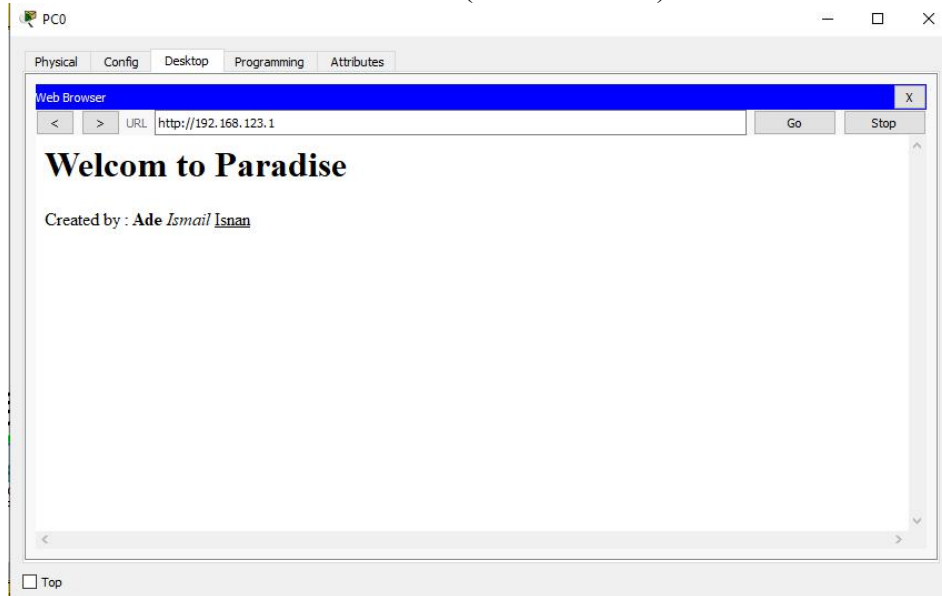 PC0
Physical Config Desktop Programming Attributes
Web Browser X
< > URL http://192.168.123.1 Go Stop
Welcom to Paradise
Created by : Ade Ismail Isnan
Top